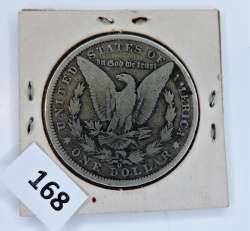 UNITED STATES OF AMERICA
In God we trust
ONE DOLLAR
O
168